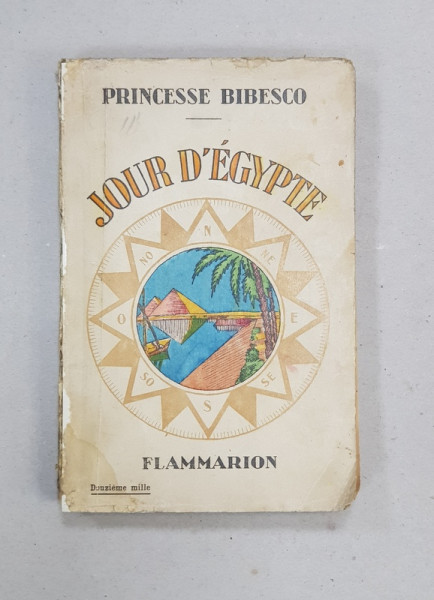 PRINCESSE BIBESCO
JOUR D'ÉGYPTE
N
NO
NE
O
E
SO
SE
S
FLAMMARION
Douzième mille